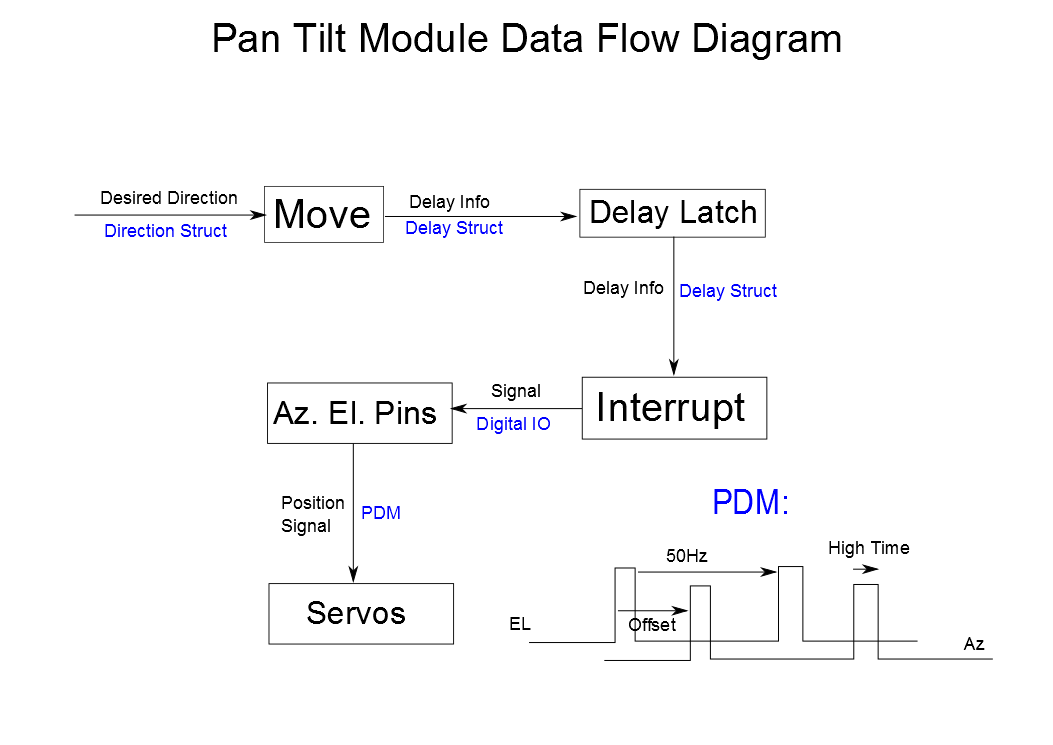 Pan Tilt Module Data Flow Diagram
Desired Direction
Direction Struct
Move
Delay Info
Delay Struct
Delay Latch
Delay Info
Delay Struct
Interrupt
Signal
Digital IO
Az. El. Pins
Position
Signal
PDM
Servos
PDM:
50Hz
High Time
Offset
EL
Az